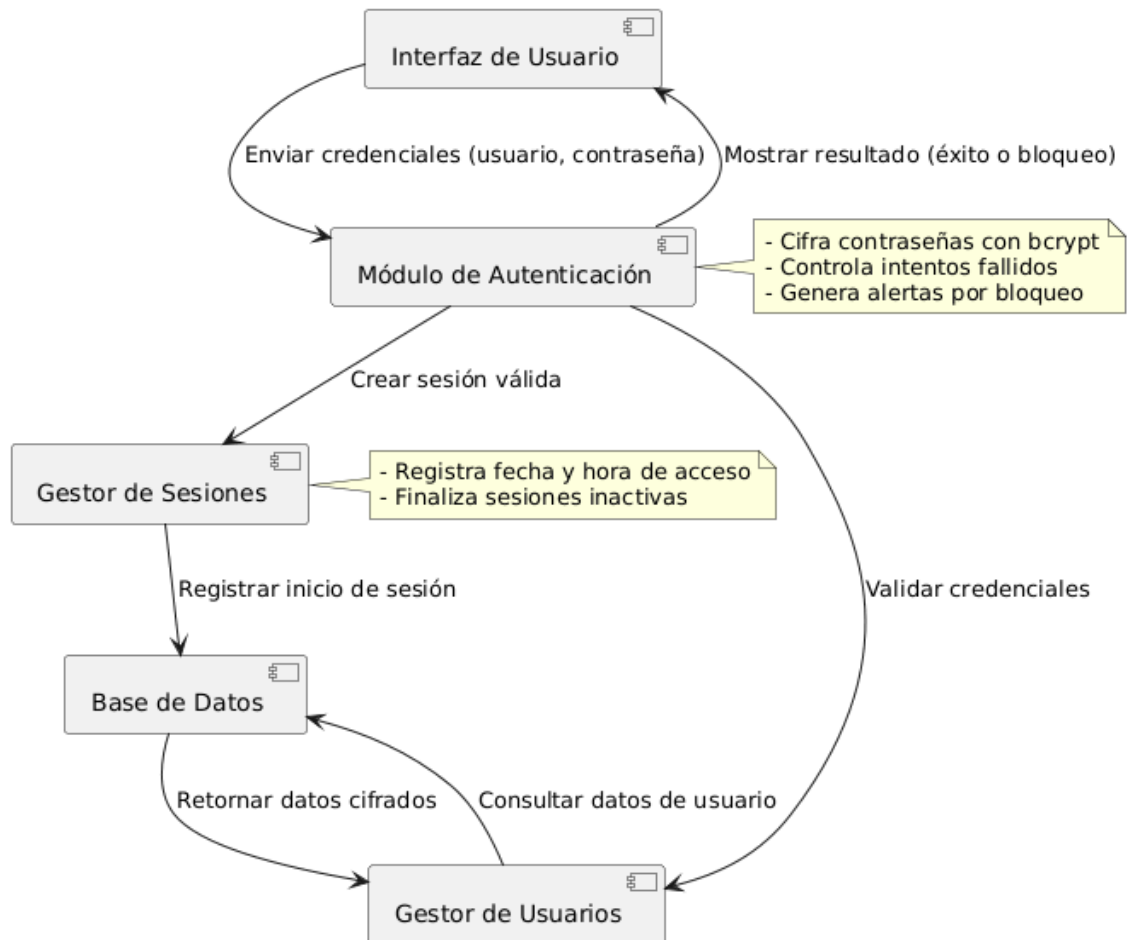 Interfaz de Usuario
Enviar credenciales (usuario, contraseña)
Mostrar resultado (éxito o bloqueo)
Módulo de Autenticación
- Cifra contraseñas con bcrypt
- Controla intentos fallidos
- Genera alertas por bloqueo
Crear sesión válida
Gestor de Sesiones
- Registra fecha y hora de acceso
- Finaliza sesiones inactivas
Registrar inicio de sesión
Validar credenciales
Base de Datos
Retornar datos cifrados
Consultar datos de usuario
Gestor de Usuarios